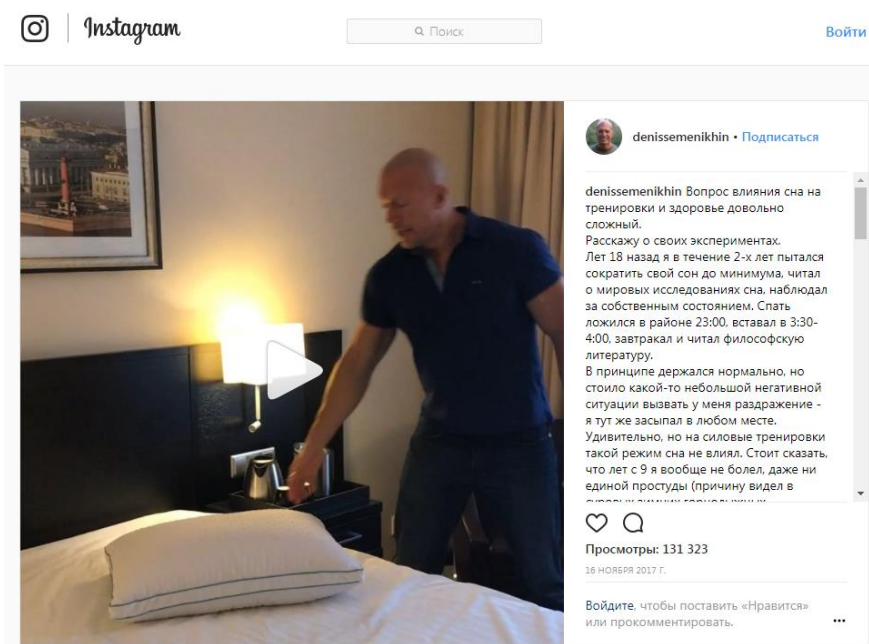 Instagram
Поиск
Войти
denissemenikhin • Подписаться
denissemenikhin Вопрос влияния сна на
тренировки и здоровье довольно
сложный.
Расскажу о своих экспериментах.
Лет 18 назад я в течение 2-х лет пытался
сократить свой сон до минимума, читал
о мировых исследованиях сна, наблюдал
за собственным состоянием. Спать
ложился в районе 23:00, вставал в 3:30-
4:00, завтракал и читал философскую
литературу.
В принципе держался нормально, но
стоило какой-то небольшой негативной
ситуации вызвать у меня раздражение -
я тут же засыпал в любом месте.
Удивительно, но на силовые тренировки
такой режим сна не влиял. Стоит сказать,
что лет с 9 я вообще не болел, даже ни
единой простуды (причину видел в
Просмотры: 131 323
16 НОЯБРЯ 2017 Г.
Войдите, чтобы поставить «Нравится»
или прокомментировать.